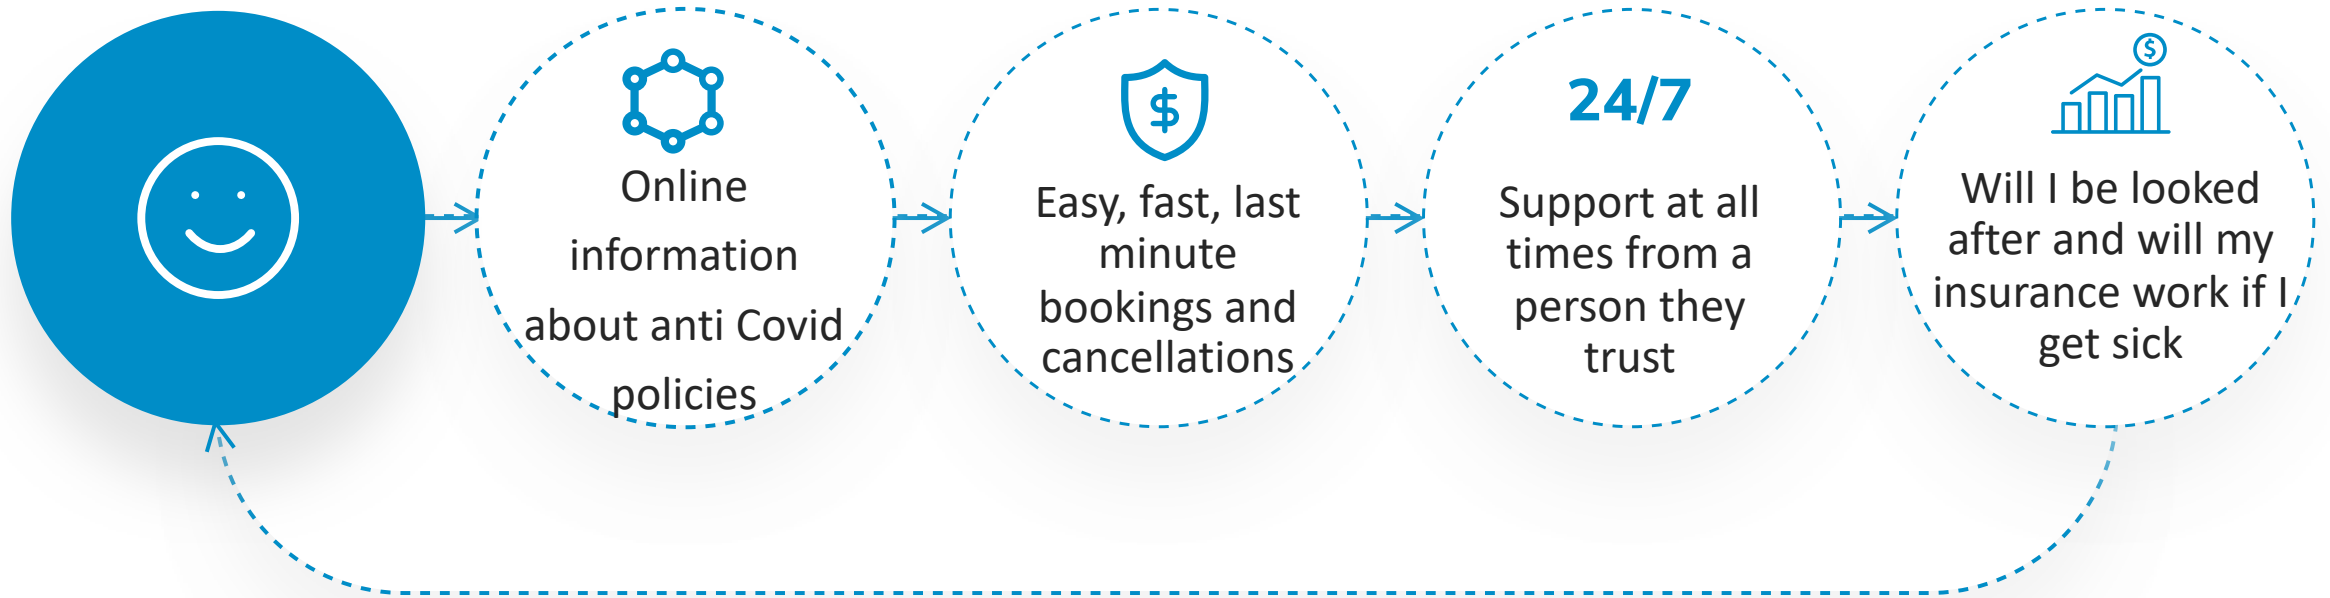 Online
information
about anti Covid
policies
$
Easy, fast, last
minute
bookings and
cancellations
24/7
Support at all
times from a
person they
trust
$
Will I be looked
after and will my
insurance work if I
get sick